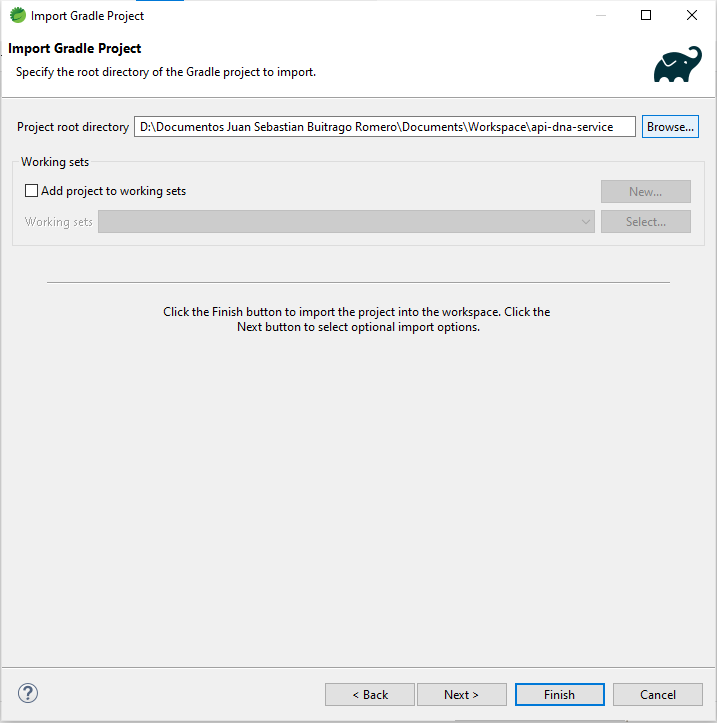 Import Gradle Project
Import Gradle Project
Specify the root directory of the Gradle project to import.
Project root directory D:\Documentos Juan Sebastian Buitrago Romero\Documents\Workspace\api-dna-service Browse...
Working sets
Add project to working sets New...
Working sets Select...
Click the Finish button to import the project into the workspace. Click the
Next button to select optional import options.
? < Back Next > Finish Cancel